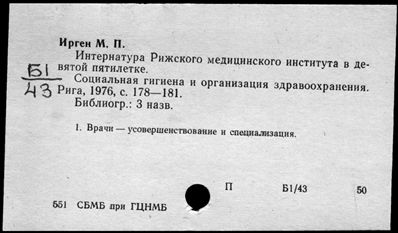 Ирген М. П.
Интернатура Рижского медицинского института в де-
вятой пятилетке.
Б1
43
Социальная гигиена и организация здравоохранения.
Рига, 1976, с. 178—181.
Библиогр.: 3 назв.
1. Врачи — усовершенствование и специализация.
П Б1/43 50
551 СБМБ при ГЦНМБ